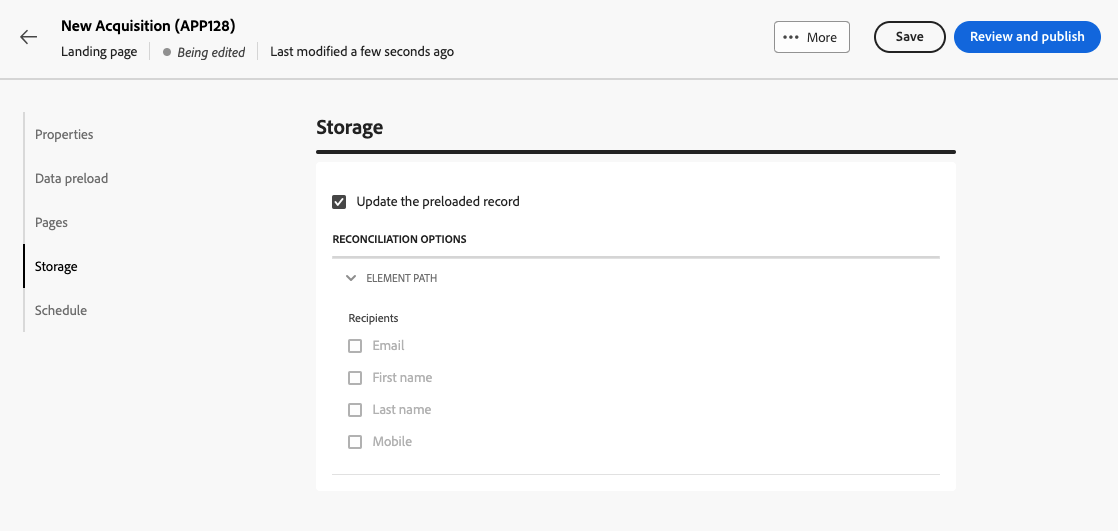 New Acquisition (APP128)
Landing page
Being edited
Last modified a few seconds ago
More
Save
Review and publish
Properties
Data preload
Pages
Storage
Schedule
Storage
Update the preloaded record
RECONCILIATION OPTIONS
ELEMENT PATH
Recipients
Email
First name
Last name
Mobile